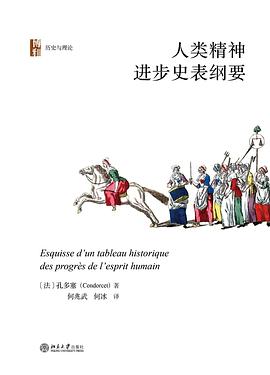 博雅
历史与理论
人类精神
进步史表纲要
Esquisse d'un tableau historique
des progrès de l'esprit humain
〔法〕孔多塞（Condorcet）著
何兆武 何冰 译
北京大学出版社
PEKING UNIVERSITY PRESS